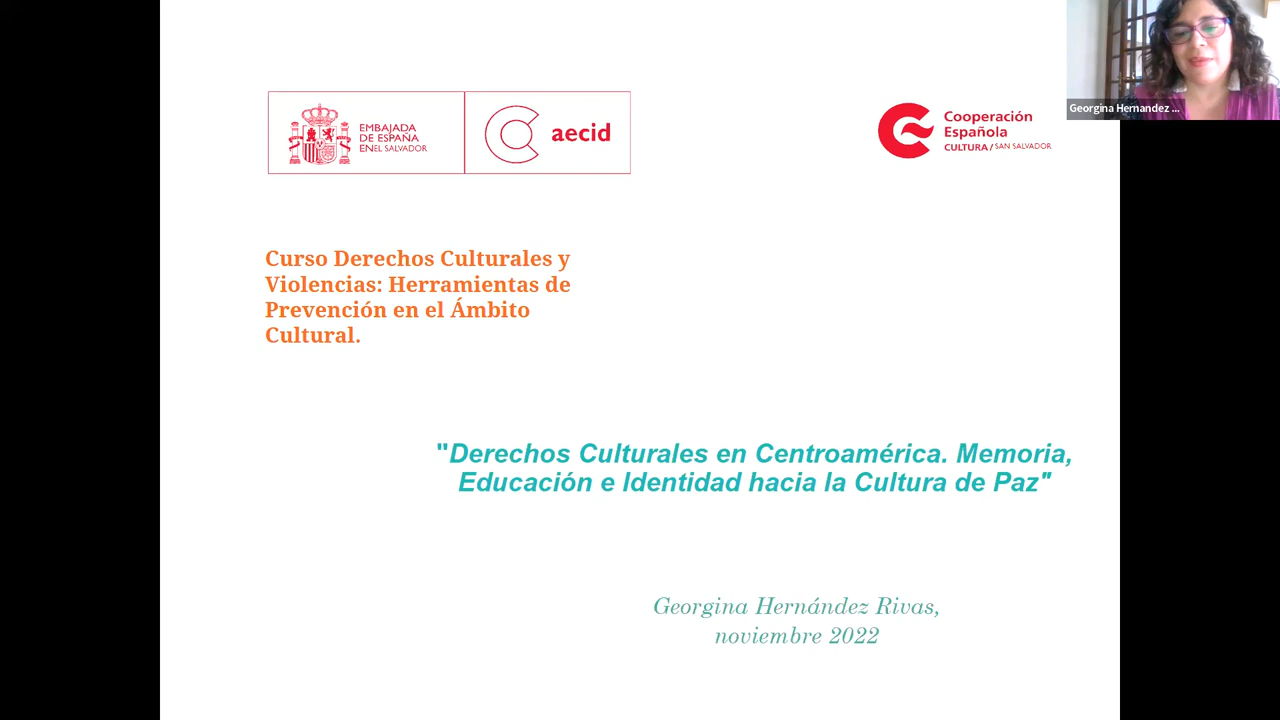 EMBAJADA
DE ESPAÑA
EN EL SALVADOR
aecid
Cooperación
Española
CULTURA / SAN SALVADOR
Georgina Hernandez ...
Curso Derechos Culturales y
Violencias: Herramientas de
Prevención en el Ámbito
Cultural.
"Derechos Culturales en Centroamérica. Memoria,
Educación e Identidad hacia la Cultura de Paz"
Georgina Hernández Rivas,
noviembre 2022